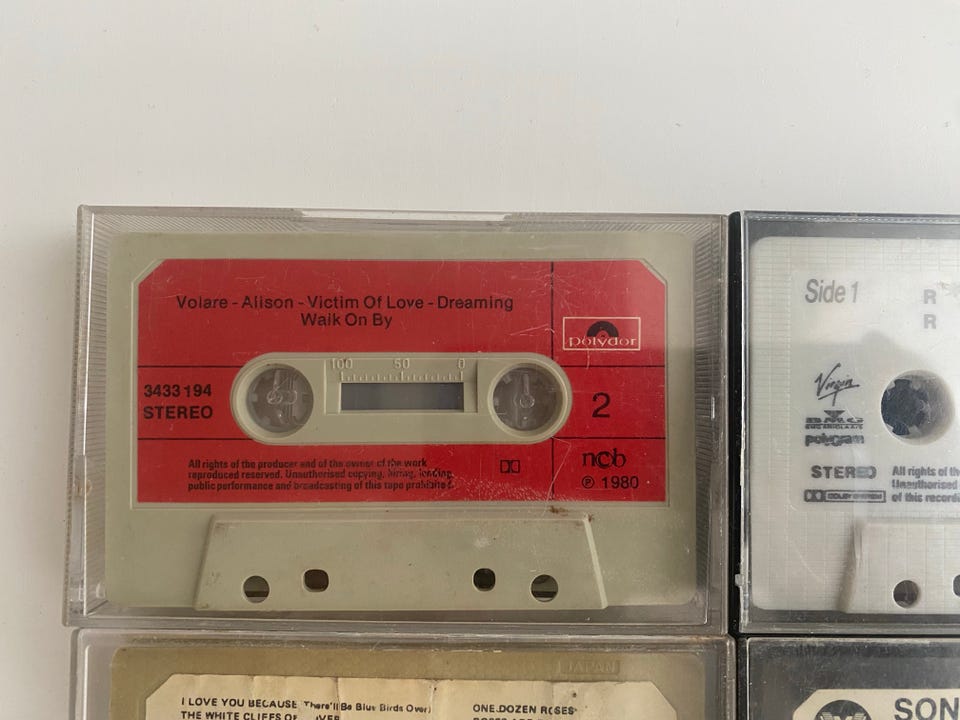 Volare - Alison - Victim Of Love - Dreaming
Walk On By
polydor
100 50 0
3433 194
STEREO
2
All rights of the producer and of the owner of the work
reproduced reserved. Unauthorised copying, hiring, lending,
public performance and broadcasting of this tape prohibited.
ncb
℗ 1980
Side 1
R
R
Virgin
BMG
polygram
STEREO
DOLBY SYSTEM
All rights of the
Unauthorised
of this recordi
JAPAN
I LOVE YOU BECAUSE There'll Be Blue Birds Over)
THE WHITE CLIFFS OF VER
ONE DOZEN ROSES
SON